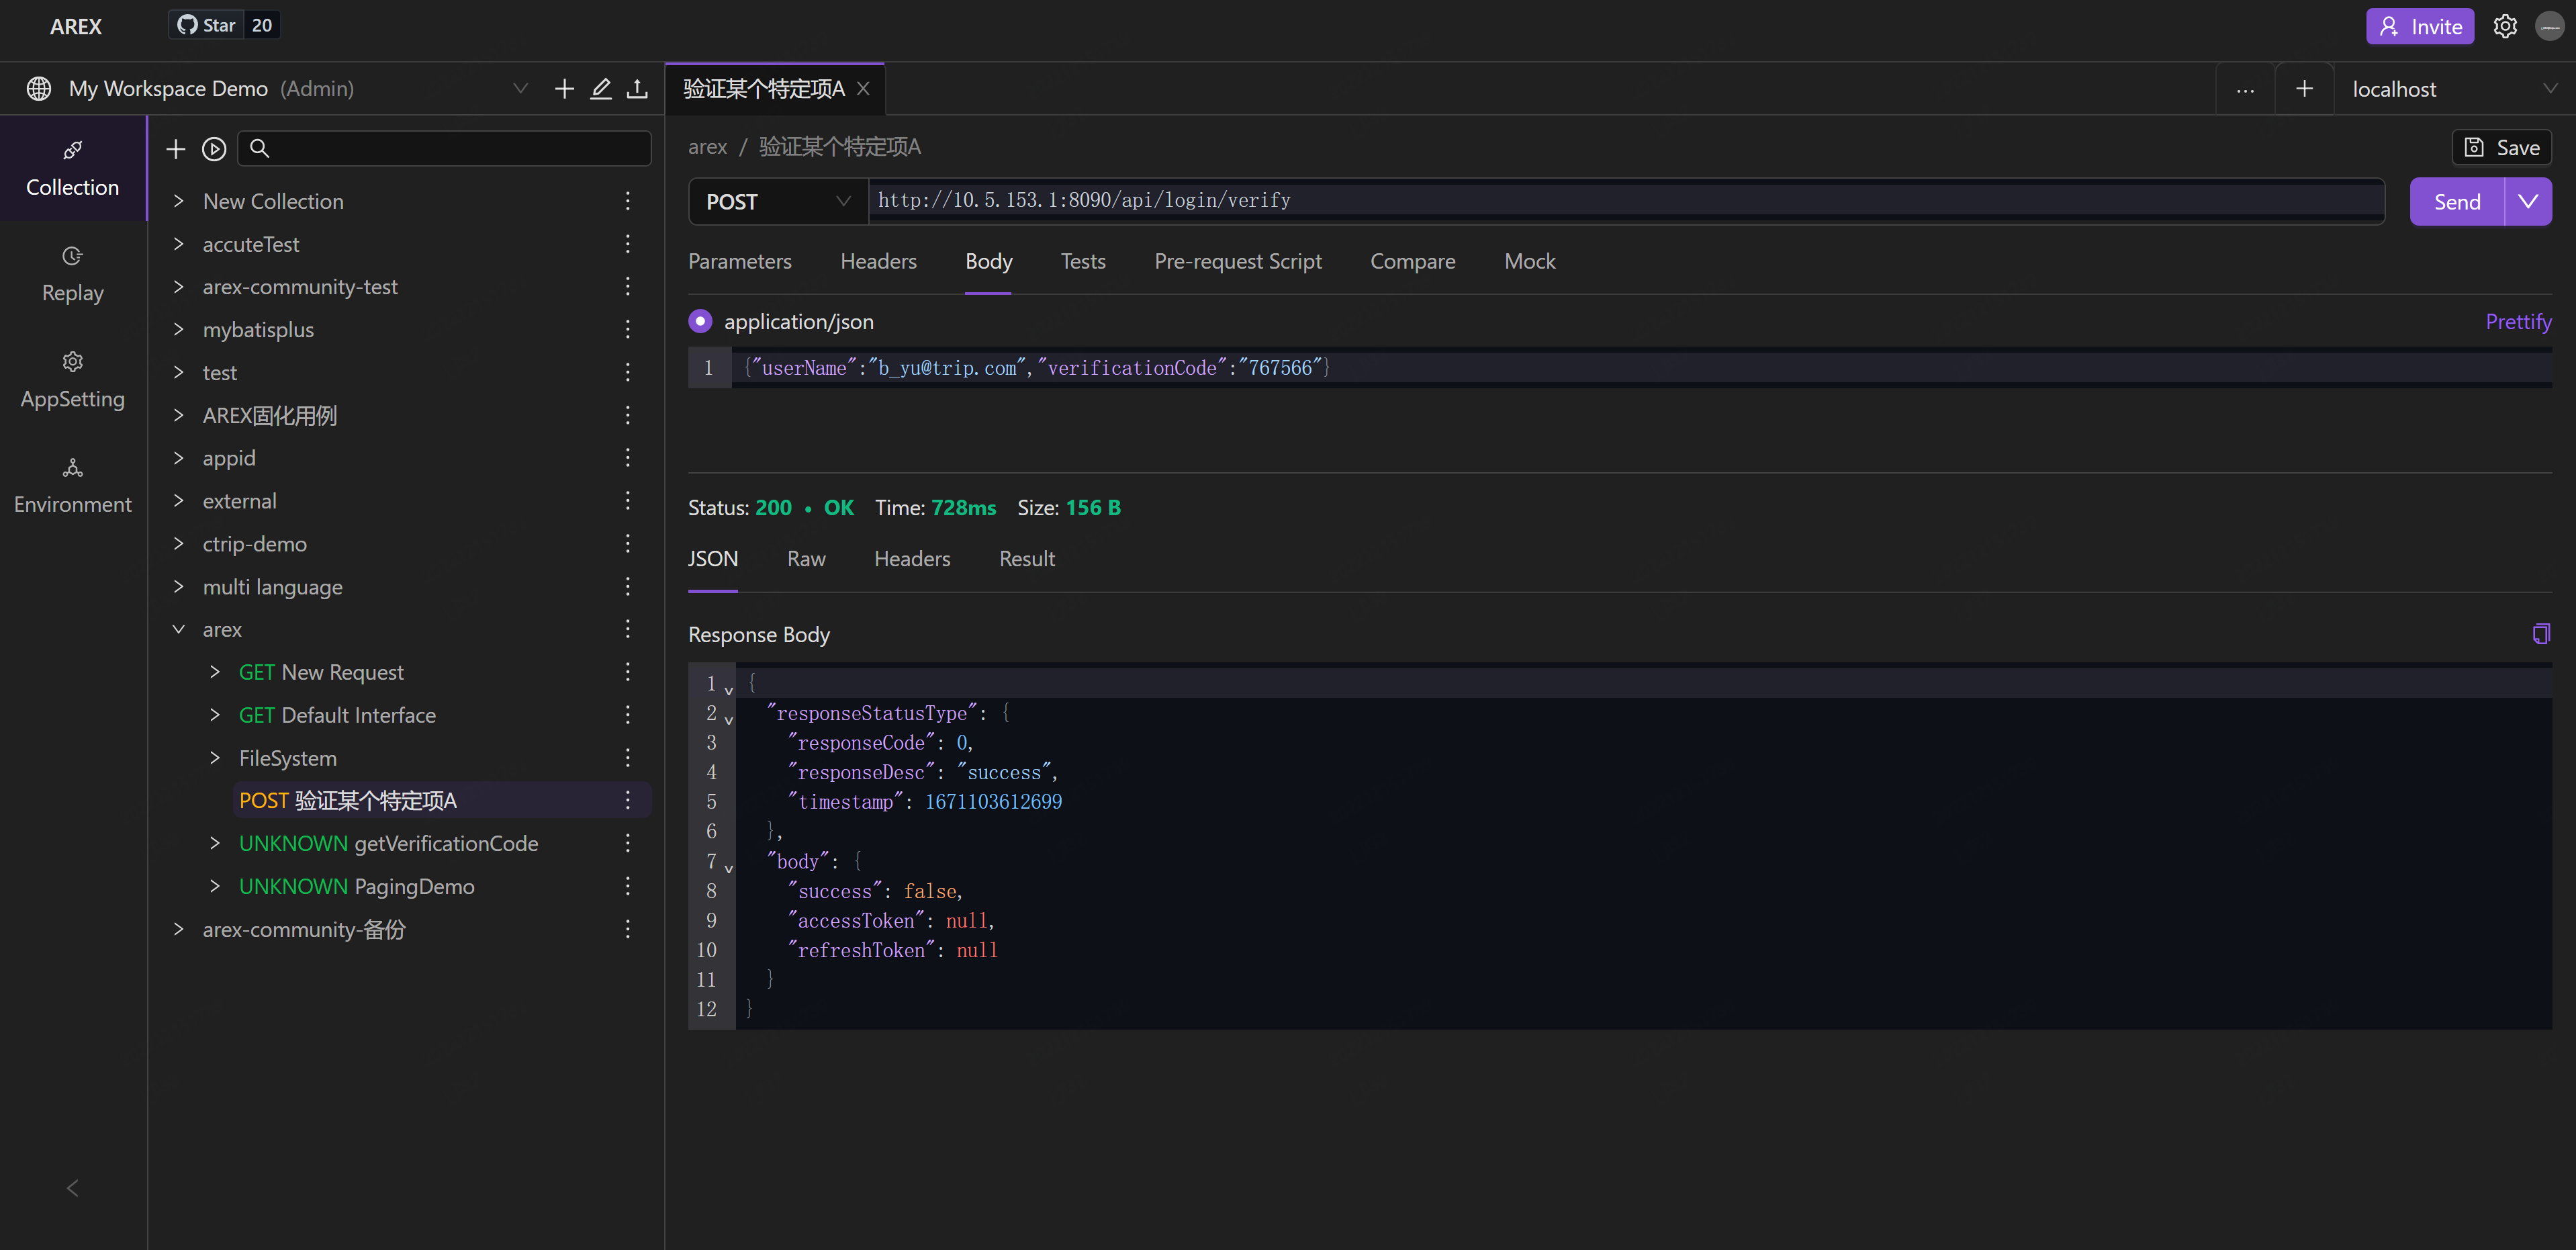 AREX
Star 20
Invite
My Workspace Demo (Admin)
验证某个特定项A
...
localhost
Collection
Replay
AppSetting
Environment
New Collection
accuteTest
arex-community-test
mybatisplus
test
AREX固化用例
appid
external
ctrip-demo
multi language
arex
GET New Request
GET Default Interface
FileSystem
POST 验证某个特定项A
UNKNOWN getVerificationCode
UNKNOWN PagingDemo
arex-community-备份
arex / 验证某个特定项A
Save
POST http://10.5.153.1:8090/api/login/verify
Send
Parameters Headers Body Tests Pre-request Script Compare Mock
application/json
Prettify
1 {"userName":"b_yu@trip.com","verificationCode":"767566"}
Status: 200 • OK Time: 728ms Size: 156 B
JSON Raw Headers Result
Response Body
1 {
2 "responseStatusType": {
3 "responseCode": 0,
4 "responseDesc": "success",
5 "timestamp": 1671103612699
6 },
7 "body": {
8 "success": false,
9 "accessToken": null,
10 "refreshToken": null
11 }
12 }